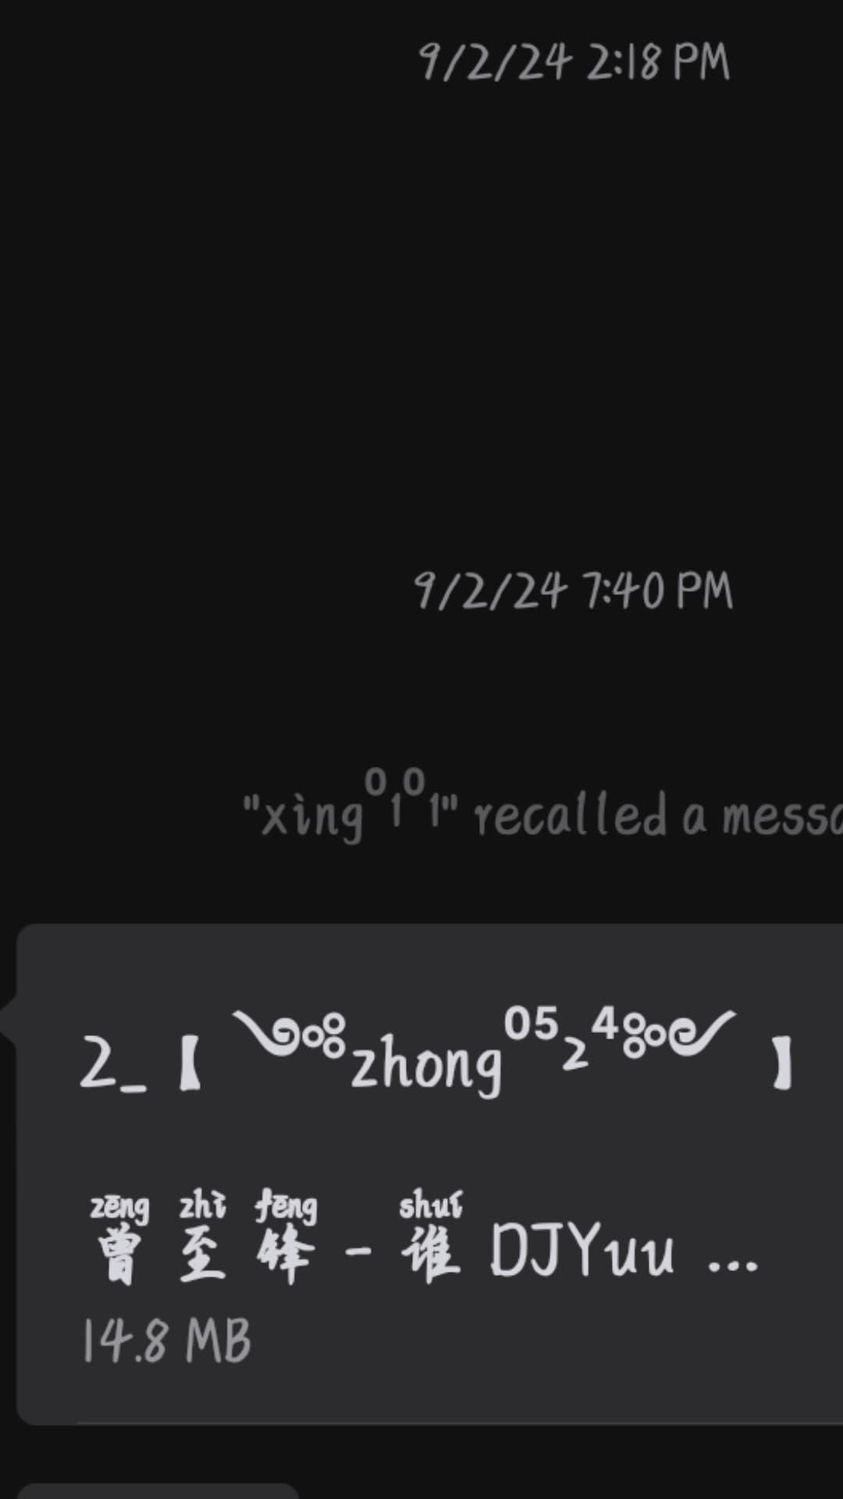 9/2/24 2:18 PM
9/2/24 7:40 PM
"xìng⁰₁⁰₁" recalled a messa
2_【 ༺zhong⁰⁵₂⁴༻ 】
zēng zhì fēng shuí
曾 至 锋 - 谁 DJYuu ...
14.8 MB